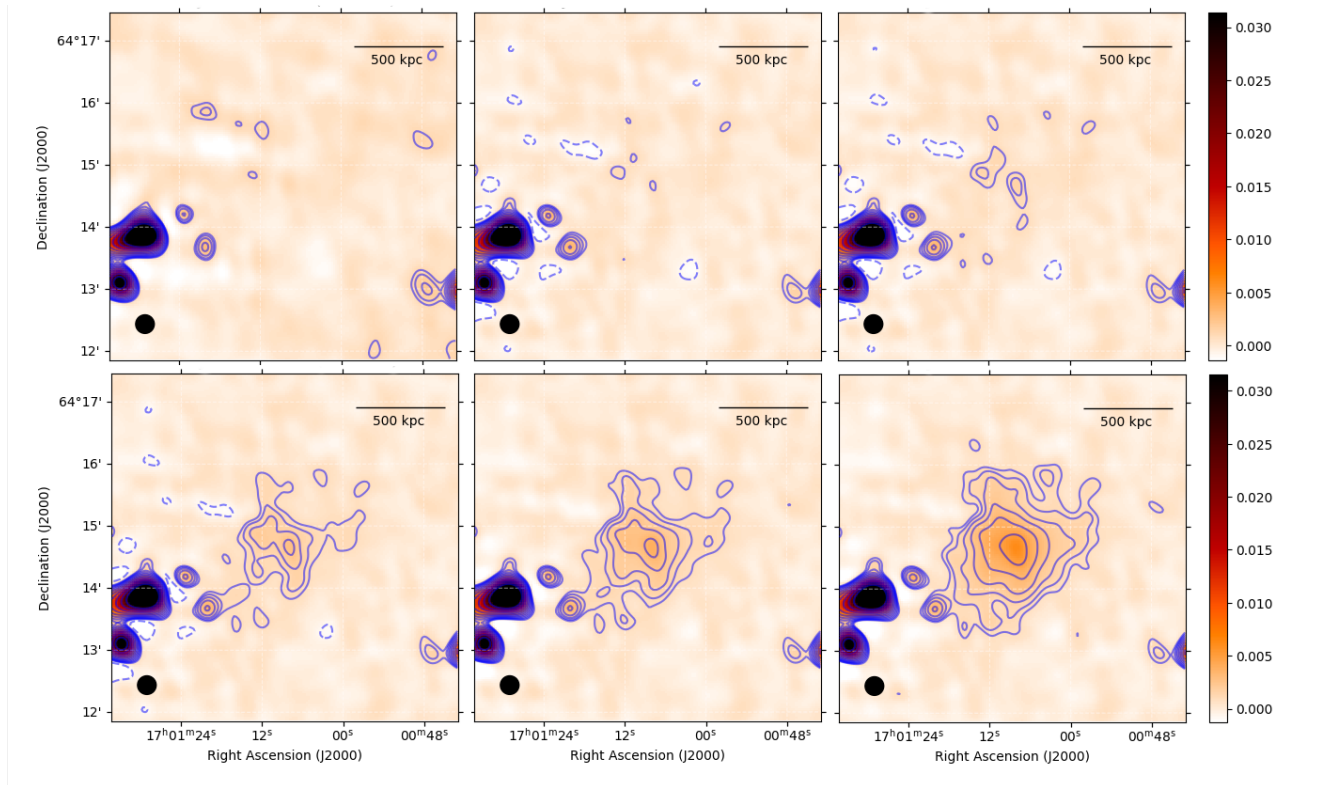 64°17'
16'
15'
14'
13'
12'
Declination (J2000)
500 kpc
500 kpc
500 kpc
0.030
0.025
0.020
0.015
0.010
0.005
0.000
64°17'
16'
15'
14'
13'
12'
Declination (J2000)
500 kpc
500 kpc
500 kpc
0.030
0.025
0.020
0.015
0.010
0.005
0.000
17ʰ01ᵐ24ˢ 12ˢ 00ˢ 00ᵐ48ˢ
17ʰ01ᵐ24ˢ 12ˢ 00ˢ 00ᵐ48ˢ
17ʰ01ᵐ24ˢ 12ˢ 00ˢ 00ᵐ48ˢ
Right Ascension (J2000)
Right Ascension (J2000)
Right Ascension (J2000)